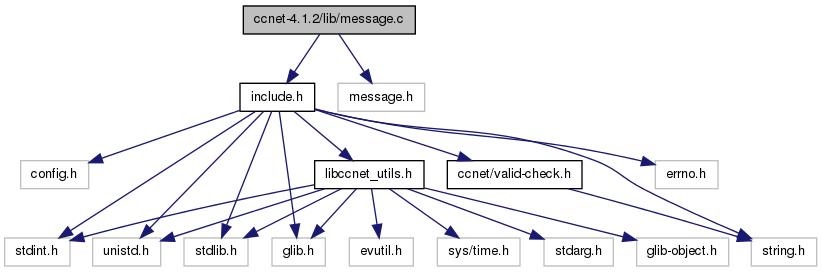 ccnet-4.1.2/lib/message.c
include.h
message.h
config.h
libccnet_utils.h
ccnet/valid-check.h
errno.h
stdint.h
unistd.h
stdlib.h
glib.h
evutil.h
sys/time.h
stdarg.h
glib-object.h
string.h